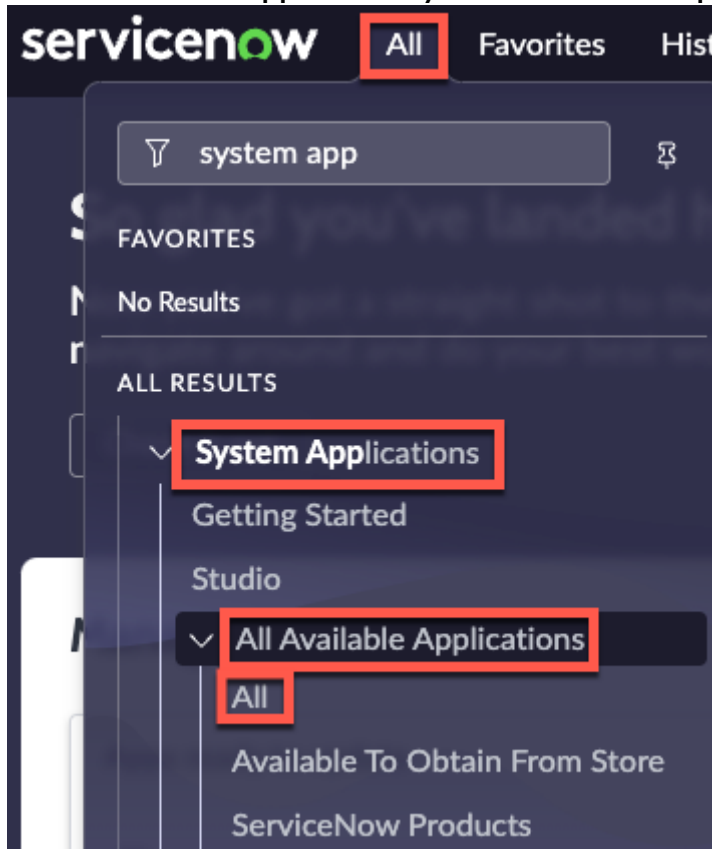 servicenow All Favorites Hist
system app
FAVORITES
No Results
ALL RESULTS
System Applications
Getting Started
Studio
All Available Applications
All
Available To Obtain From Store
ServiceNow Products